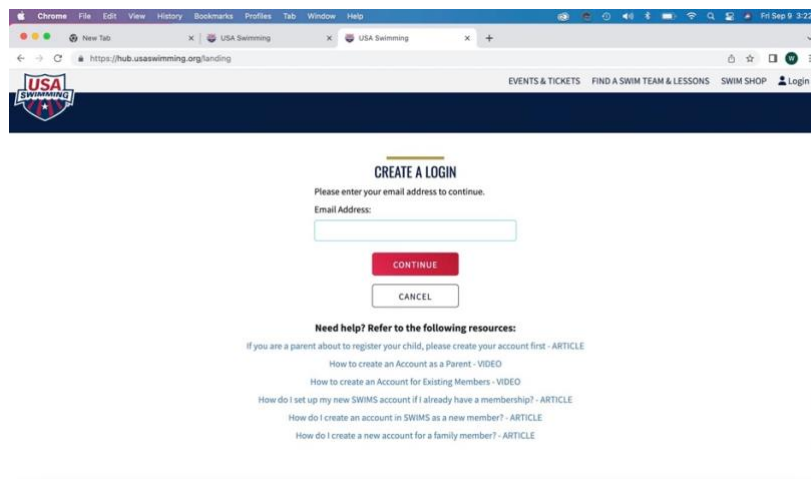 Chrome File Edit View History Bookmarks Profiles Tab Window Help Fri Sep 9 3:22
New Tab USA Swimming USA Swimming
https://hub.usaswimming.org/landing
USA
SWIMMING
EVENTS & TICKETS FIND A SWIM TEAM & LESSONS SWIM SHOP Login
CREATE A LOGIN
Please enter your email address to continue.
Email Address:
CONTINUE
CANCEL
Need help? Refer to the following resources:
If you are a parent about to register your child, please create your account first - ARTICLE
How to create an Account as a Parent - VIDEO
How to create an Account for Existing Members - VIDEO
How do I set up my new SWIMS account if I already have a membership? - ARTICLE
How do I create an account in SWIMS as a new member? - ARTICLE
How do I create a new account for a family member? - ARTICLE